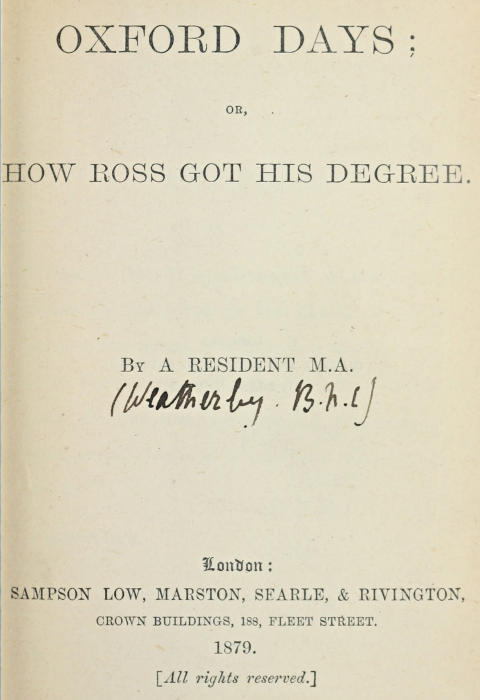 OXFORD DAYS;
OR,
HOW ROSS GOT HIS DEGREE.
BY A RESIDENT M.A.
(Weatherby. B.N.C)
London:
SAMPSON LOW, MARSTON, SEARLE, & RIVINGTON,
CROWN BUILDINGS, 188, FLEET STREET.
1879.
[All rights reserved.]